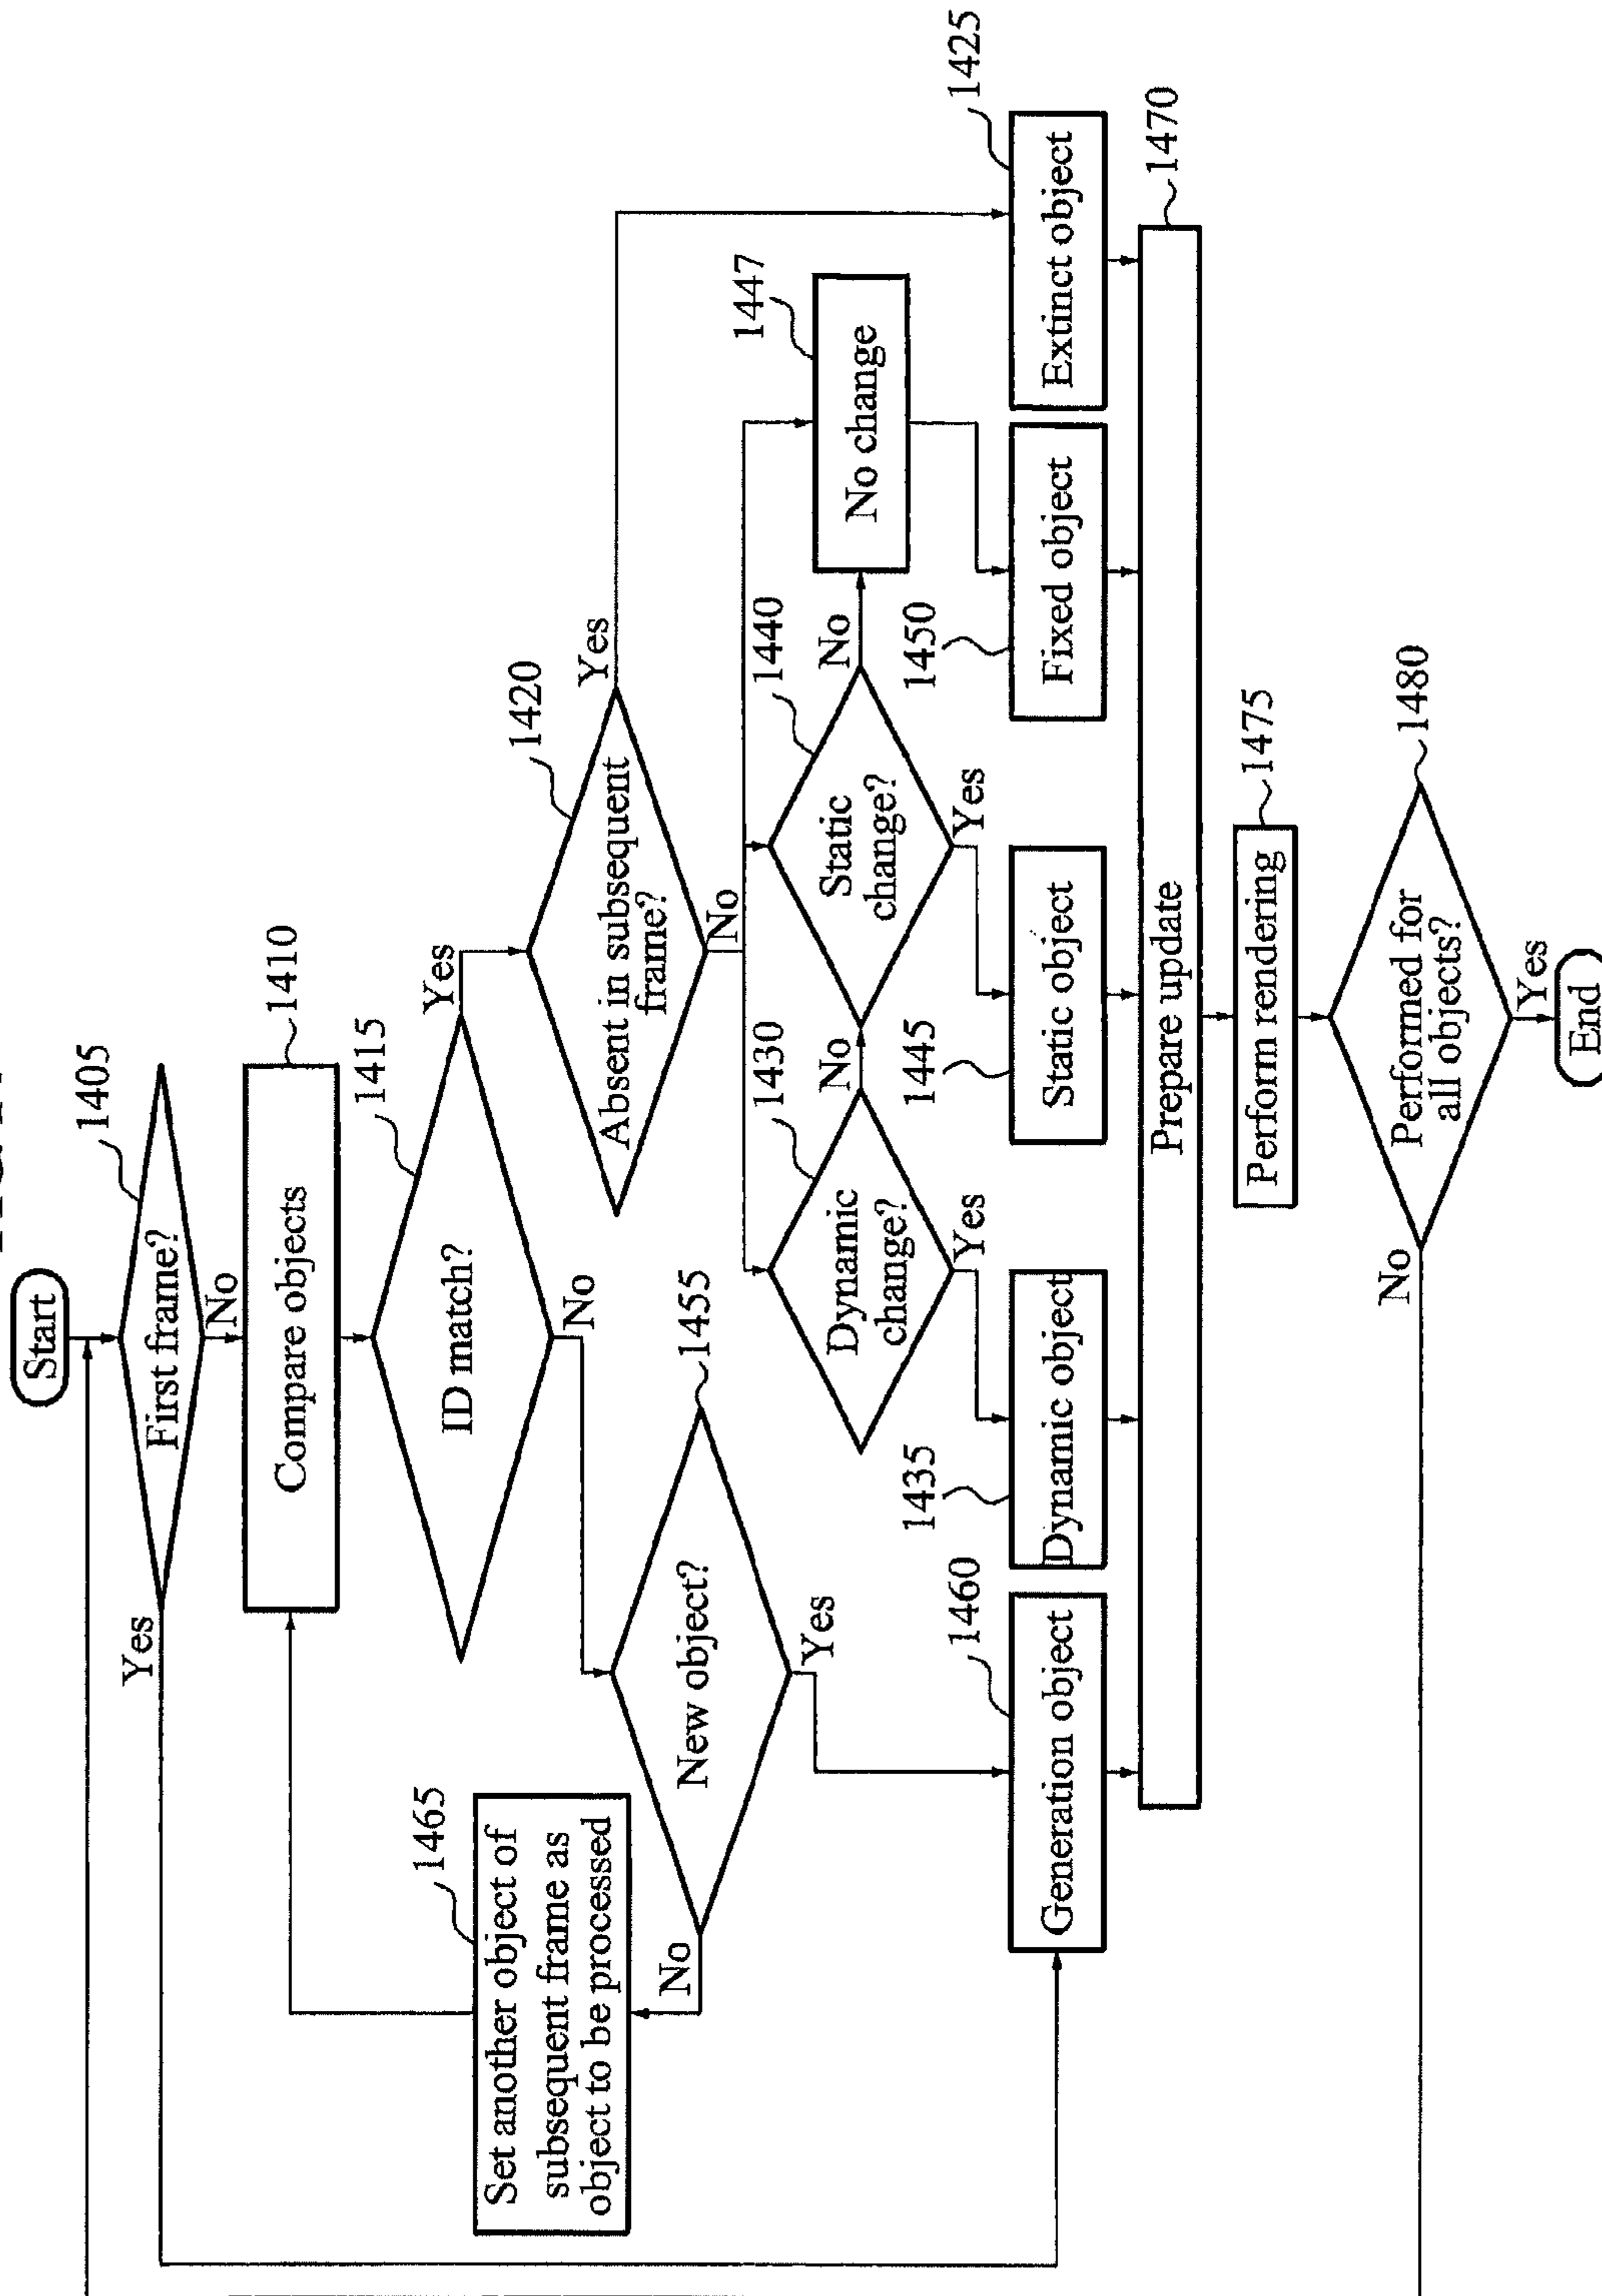 Start
1405
First frame?
Yes
No
1410
Compare objects
1415
ID match?
Yes
No
1420
Absent in subsequent
frame?
Yes
No
1455
New object?
No
Yes
1465
Set another object of
subsequent frame as
object to be processed
1430
Dynamic
change?
No
Yes
1440
Static
change?
No
Yes
1447
No change
1460
Generation object
1435
Dynamic object
1445
Static object
1450
Fixed object
1425
Extinct object
1470
Prepare update
1475
Perform rendering
1480
Performed for
all objects?
No
Yes
End